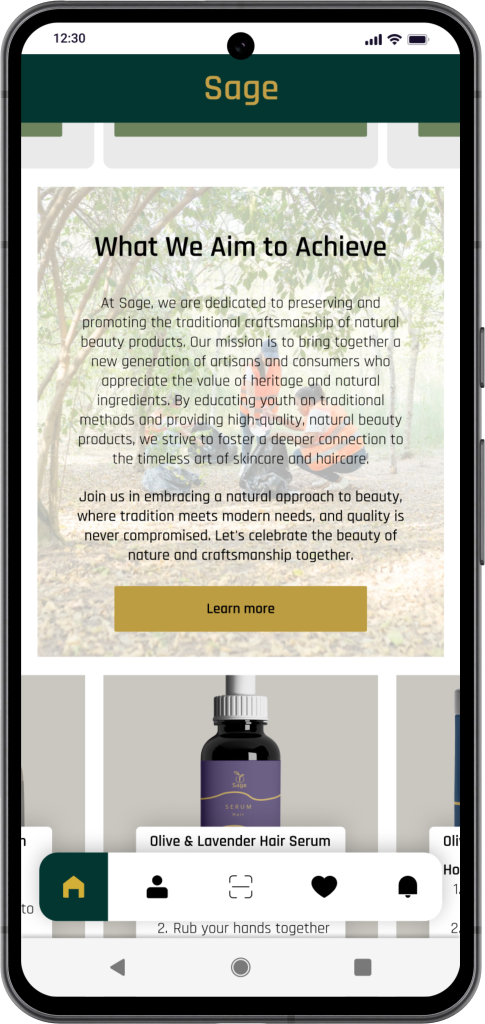 12:30
Sage
What We Aim to Achieve
At Sage, we are dedicated to preserving and
promoting the traditional craftsmanship of natural
beauty products. Our mission is to bring together a
new generation of artisans and consumers who
appreciate the value of heritage and natural
ingredients. By educating youth on traditional
methods and providing high-quality, natural beauty
products, we strive to foster a deeper connection to
the timeless art of skincare and haircare.
Join us in embracing a natural approach to beauty,
where tradition meets modern needs, and quality is
never compromised. Let's celebrate the beauty of
nature and craftsmanship together.
Learn more
Sage
SERUM
Hair
n
Olive & Lavender Hair Serum
Oli
Ho
1.
to
2. Rub your hands together
2.